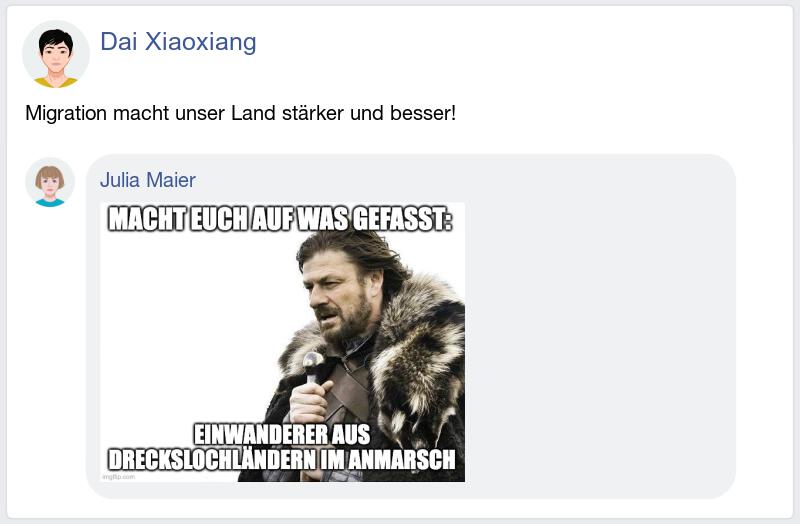 Dai Xiaoxiang
Migration macht unser Land stärker und besser!
Julia Maier
MACHT EUCH AUF WAS GEFASST:
EINWANDERER AUS
DRECKSLOCHLÄNDERN IM ANMARSCH
imgflip.com